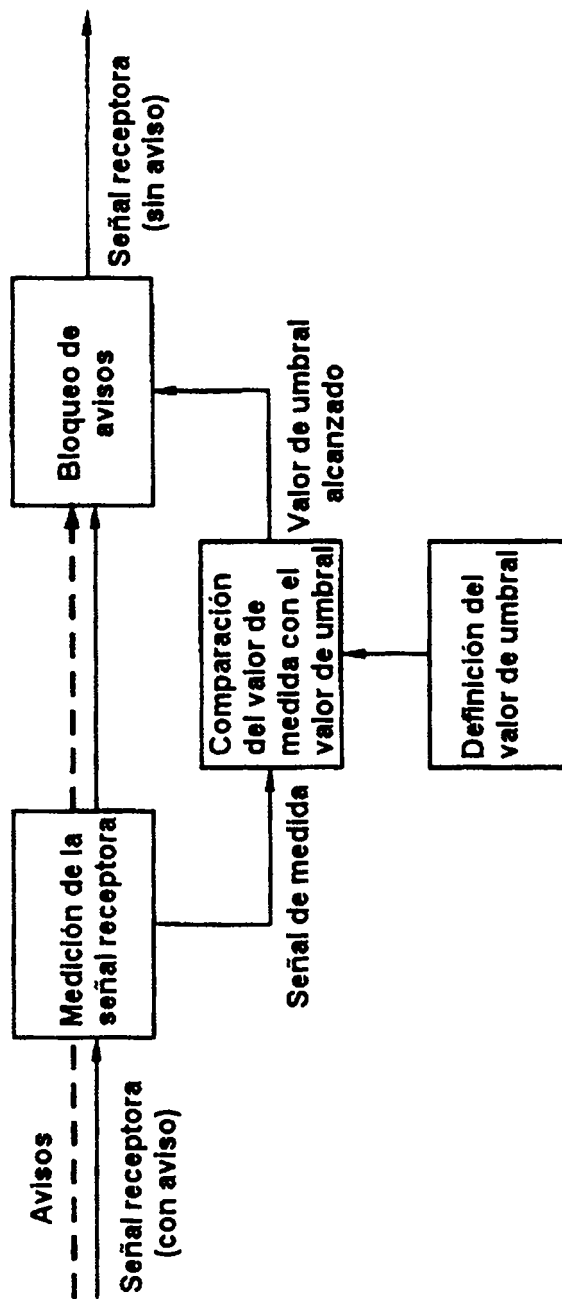 Avisos
Señal receptora
(con aviso)
Medición de la
señal receptora
Señal de medida
Comparación
del valor de
medida con el
valor de umbral
Definición del
valor de umbral
Valor de umbral
alcanzado
Bloqueo de
avisos
Señal receptora
(sin aviso)